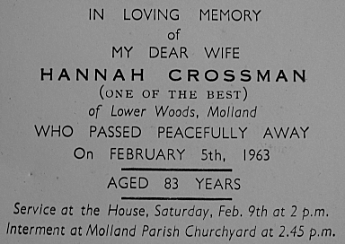 IN LOVING MEMORY
of
MY DEAR WIFE
HANNAH CROSSMAN
(ONE OF THE BEST)
of Lower Woods, Molland
WHO PASSED PEACEFULLY AWAY
On FEBRUARY 5th, 1963
AGED 83 YEARS
Service at the House, Saturday, Feb. 9th at 2 p.m.
Interment at Molland Parish Churchyard at 2.45 p.m.